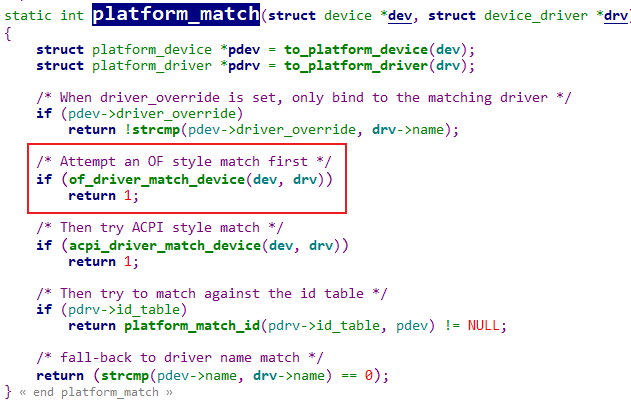 static int platform_match(struct device *dev, struct device_driver *drv)
{
    struct platform_device *pdev = to_platform_device(dev);
    struct platform_driver *pdrv = to_platform_driver(drv);

    /* When driver_override is set, only bind to the matching driver */
    if (pdev->driver_override)
        return !strcmp(pdev->driver_override, drv->name);

    /* Attempt an OF style match first */
    if (of_driver_match_device(dev, drv))
        return 1;

    /* Then try ACPI style match */
    if (acpi_driver_match_device(dev, drv))
        return 1;

    /* Then try to match against the id table */
    if (pdrv->id_table)
        return platform_match_id(pdrv->id_table, pdev) != NULL;

    /* fall-back to driver name match */
    return (strcmp(pdev->name, drv->name) == 0);
} « end platform_match »